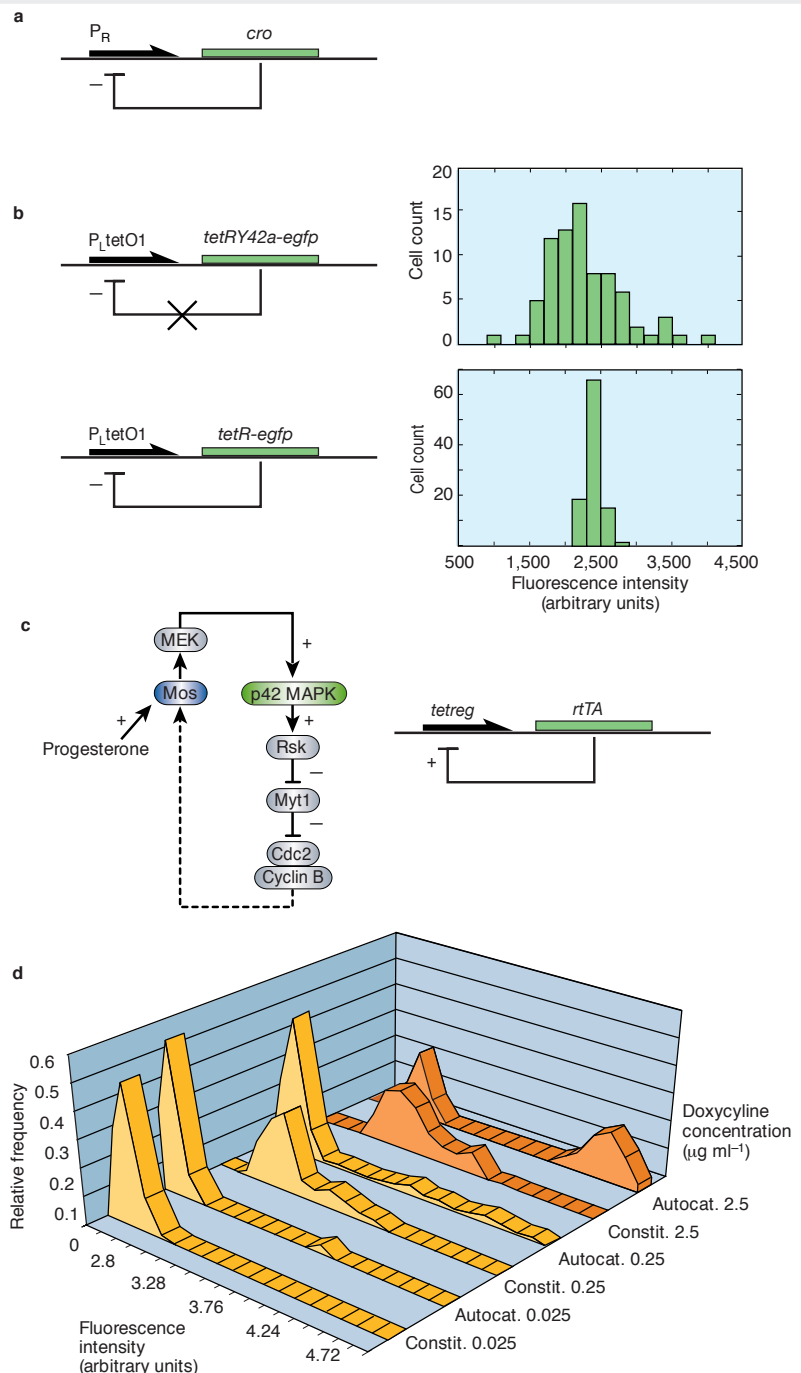 a
P_R
cro
–
b
P_LtetO1
tetRY42a-egfp
–
20
15
10
5
0
Cell count
P_LtetO1
tetR-egfp
–
60
40
20
Cell count
500 1,500 2,500 3,500 4,500
Fluorescence intensity
(arbitrary units)
c
MEK
+
Mos
p42 MAPK
+
Progesterone
+
Rsk
–
Myt1
–
Cdc2
Cyclin B
tetreg
rtTA
+
d
0.6
0.5
0.4
0.3
0.2
0.1
0
Relative frequency
2.8
3.28
3.76
4.24
4.72
Fluorescence
intensity
(arbitrary units)
Doxycyline
concentration
(μg ml–1)
Autocat. 2.5
Constit. 2.5
Autocat. 0.25
Constit. 0.25
Autocat. 0.025
Constit. 0.025